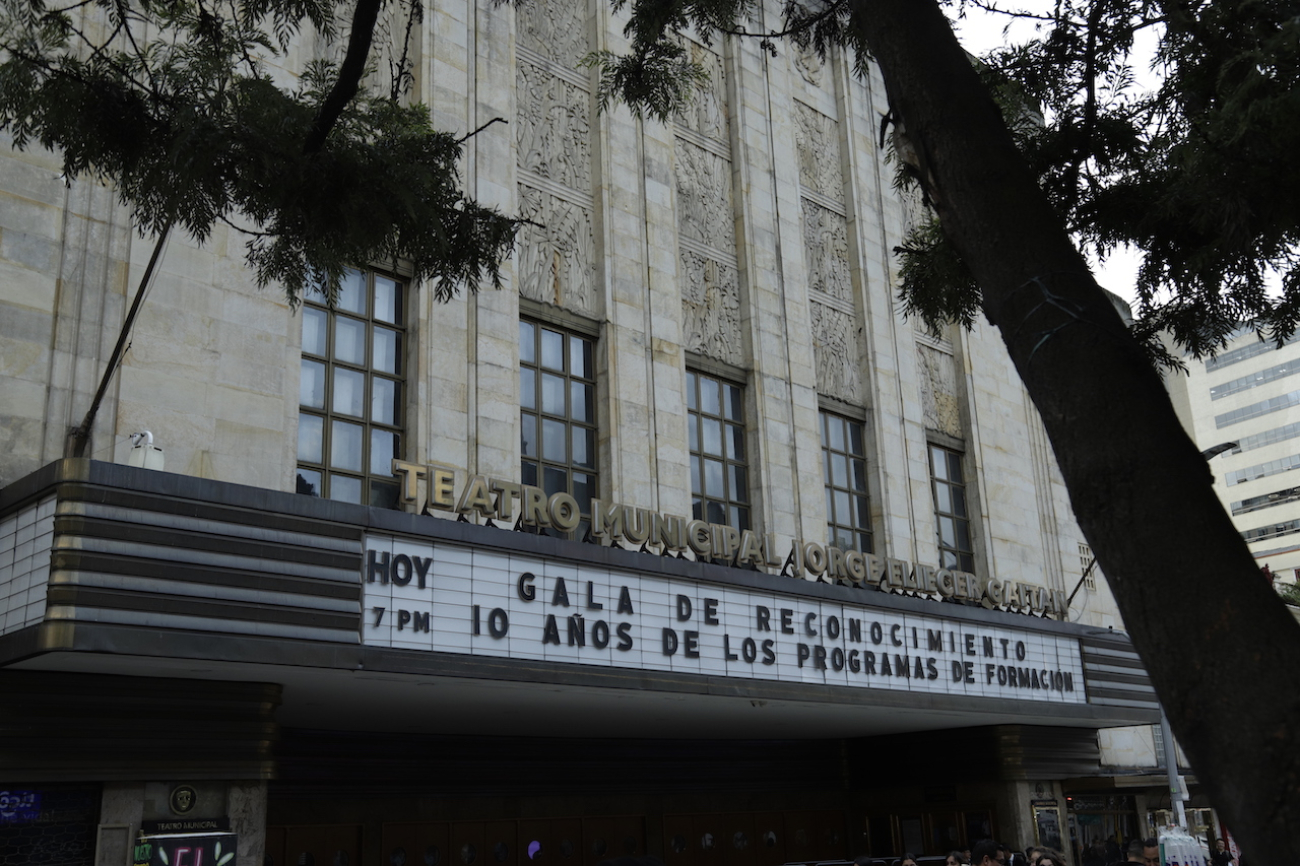 TEATRO MUNICIPAL JORGE ELIECER GAITAN
HOY
7 PM
GALA DE RECONOCIMIENTO
10 AÑOS DE LOS PROGRAMAS DE FORMACIÓN
TEATRO MUNICIPAL
EL